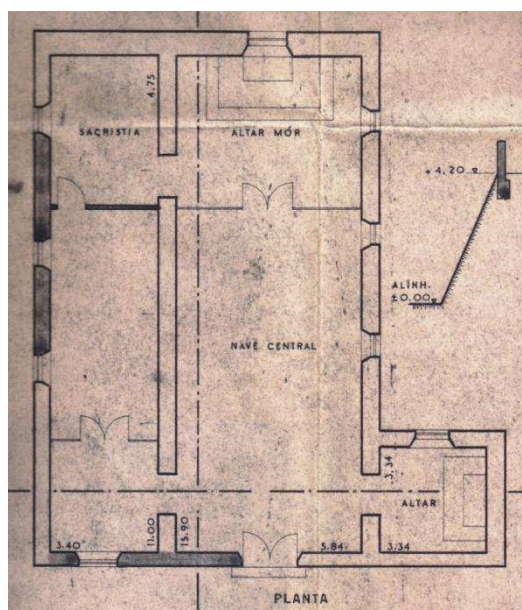 4,75
SACRISTIA
ALTAR MÓR
+4,20
ALINH.
±0,00
NAVE CENTRAL
3,34
ALTAR
3.40
11.00
15.90
5.84
3.34
PLANTA